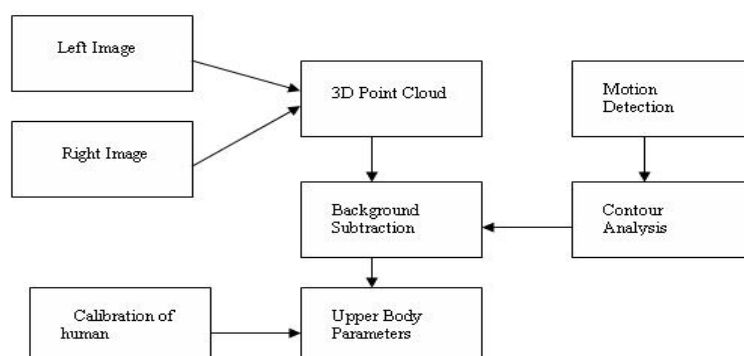 Left Image
3D Point Cloud
Motion
Detection
Right Image
Background
Subtraction
Contour
Analysis
Calibration of
human
Upper Body
Parameters